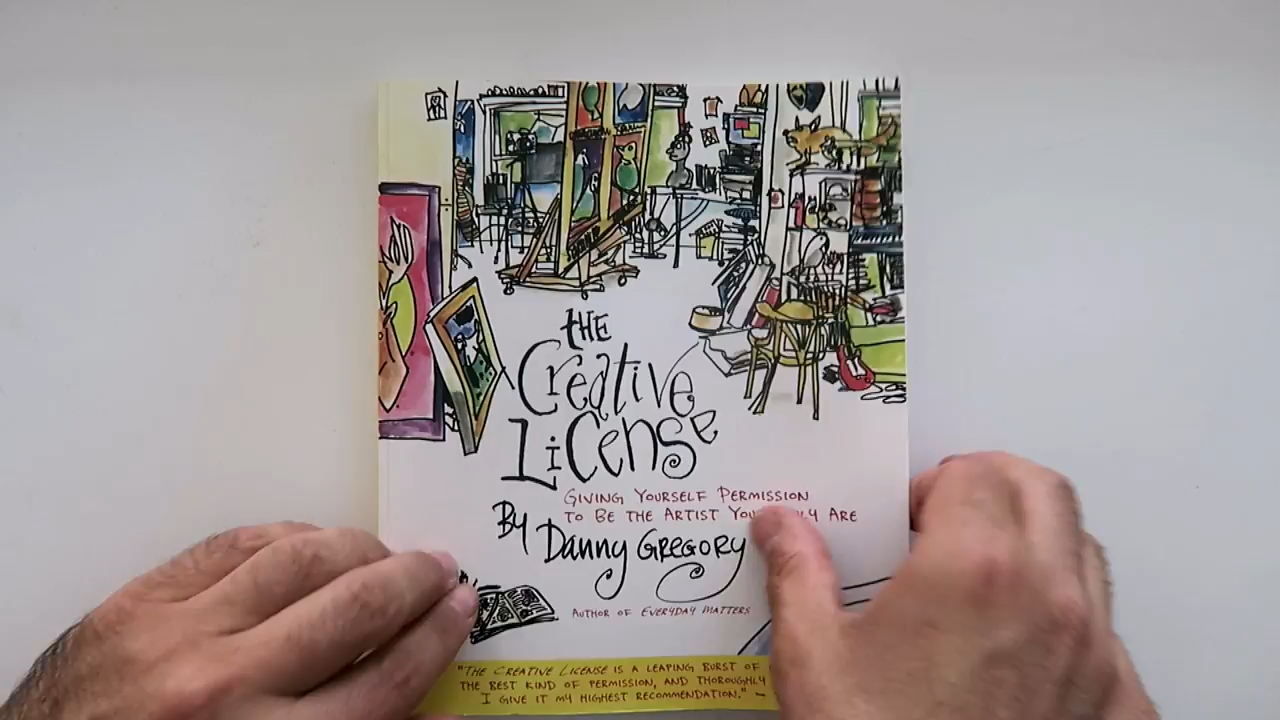 THE
Creative
License
GIVING YOURSELF PERMISSION
TO BE THE ARTIST YOU ARE
By Danny GREGORY
AUTHOR OF EVERYDAY MATTERS
"THE CREATIVE LICENSE IS A LEAPING BURST OF
THE BEST KIND OF PERMISSION, AND THOROUGHLY
I GIVE IT MY HIGHEST RECOMMENDATION." –